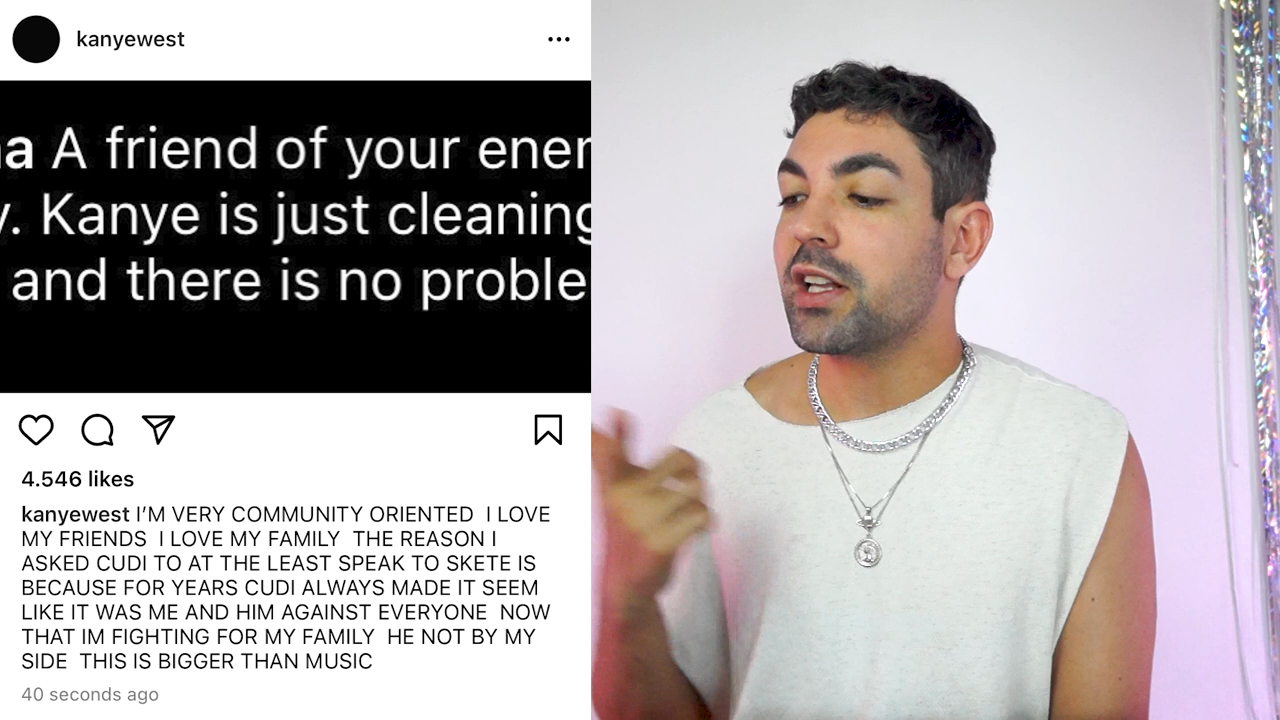 kanyewest
A friend of your
Kanye is just cleaning
and there is no
4.546 likes
kanyewest I'M VERY COMMUNITY ORIENTED I LOVE
MY FRIENDS I LOVE MY FAMILY THE REASON I
ASKED CUDI TO AT THE LEAST SPEAK TO SKETE IS
BECAUSE FOR YEARS CUDI ALWAYS MADE IT SEEM
LIKE IT WAS ME AND HIM AGAINST EVERYONE NOW
THAT IM FIGHTING FOR MY FAMILY HE NOT BY MY
SIDE THIS IS BIGGER THAN MUSIC
40 seconds ago